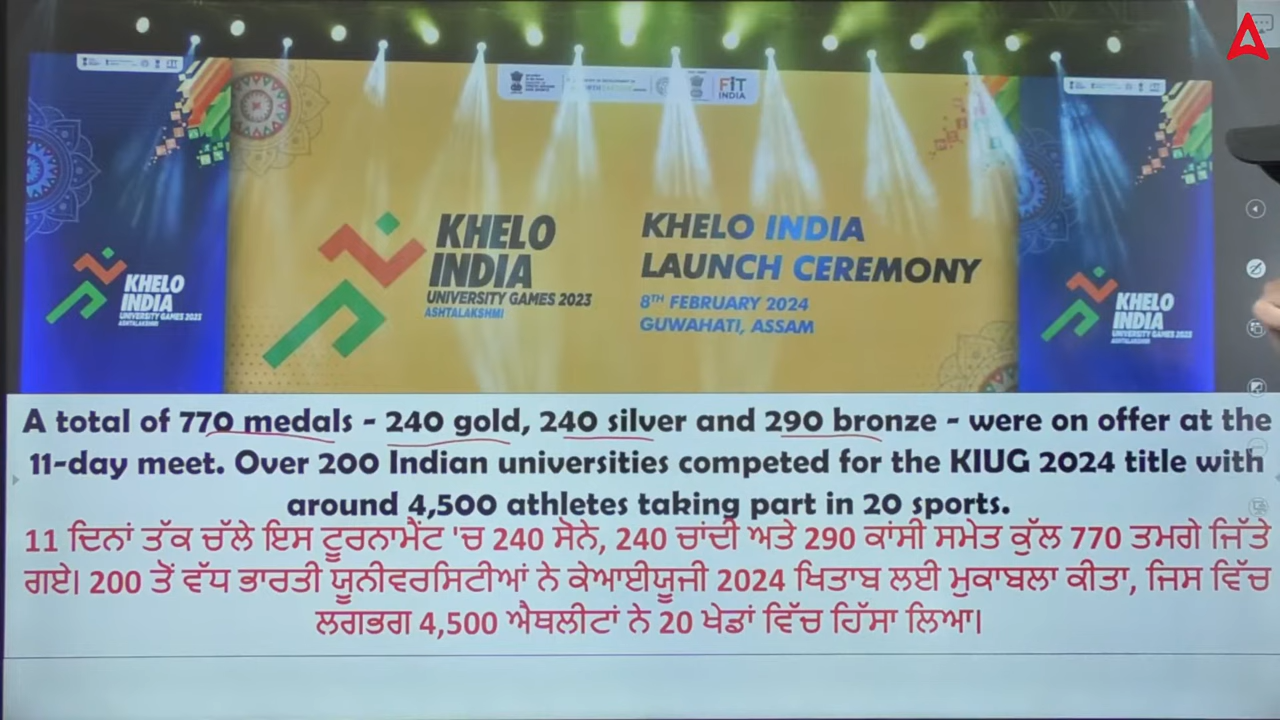 FIT
INDIA
KHELO
INDIA
UNIVERSITY GAMES 2023
ASHTALAKSHMI
KHELO INDIA
LAUNCH CEREMONY
8TH FEBRUARY 2024
GUWAHATI, ASSAM
KHELO
INDIA
UNIVERSITY GAMES 2023
ASHTALAKSHMI
KHELO
INDIA
UNIVERSITY GAMES 2023
ASHTALAKSHMI
A total of 770 medals - 240 gold, 240 silver and 290 bronze - were on offer at the
11-day meet. Over 200 Indian universities competed for the KIUG 2024 title with
around 4,500 athletes taking part in 20 sports.
11 ਦਿਨਾਂ ਤੱਕ ਚੱਲੇ ਇਸ ਟੂਰਨਾਮੈਂਟ 'ਚ 240 ਸੋਨੇ, 240 ਚਾਂਦੀ ਅਤੇ 290 ਕਾਂਸੀ ਸਮੇਤ ਕੁੱਲ 770 ਤਮਗੇ ਜਿੱਤੇ
ਗਏ। 200 ਤੋਂ ਵੱਧ ਭਾਰਤੀ ਯੂਨੀਵਰਸਿਟੀਆਂ ਨੇ ਕੇਆਈਯੂਜੀ 2024 ਖਿਤਾਬ ਲਈ ਮੁਕਾਬਲਾ ਕੀਤਾ, ਜਿਸ ਵਿੱਚ
ਲਗਭਗ 4,500 ਐਥਲੀਟਾਂ ਨੇ 20 ਖੇਡਾਂ ਵਿੱਚ ਹਿੱਸਾ ਲਿਆ।